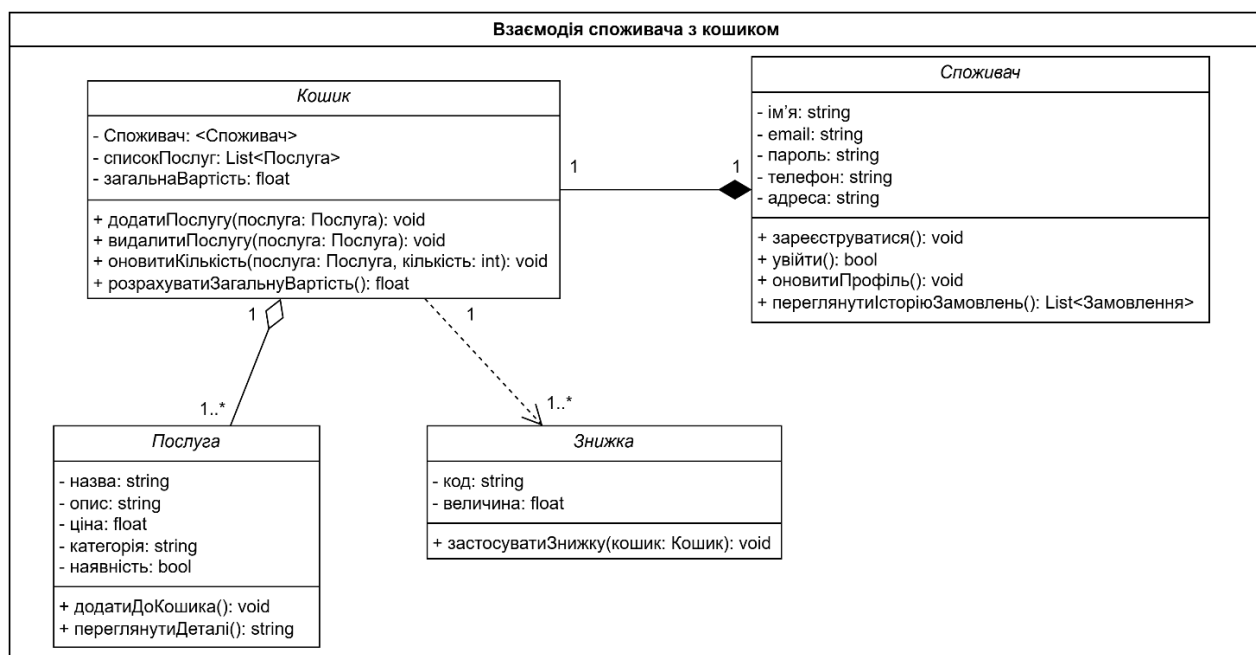 Взаємодія споживача з кошиком
Кошик
- Споживач: <Споживач>
- списокПослуг: List<Послуга>
- загальнаВартість: float
+ додатиПослугу(послуга: Послуга): void
+ видалитиПослугу(послуга: Послуга): void
+ оновитиКількість(послуга: Послуга, кількість: int): void
+ розрахуватиЗагальнуВартість(): float
1
1
Споживач
- ім’я: string
- email: string
- пароль: string
- телефон: string
- адреса: string
+ зареєструватися(): void
+ увійти(): bool
+ оновитиПрофіль(): void
+ переглянутиІсторіюЗамовлень(): List<Замовлення>
1
1
1..*
1..*
Послуга
- назва: string
- опис: string
- ціна: float
- категорія: string
- наявність: bool
+ додатиДоКошика(): void
+ переглянутиДеталі(): string
Знижка
- код: string
- величина: float
+ застосуватиЗнижку(кошик: Кошик): void